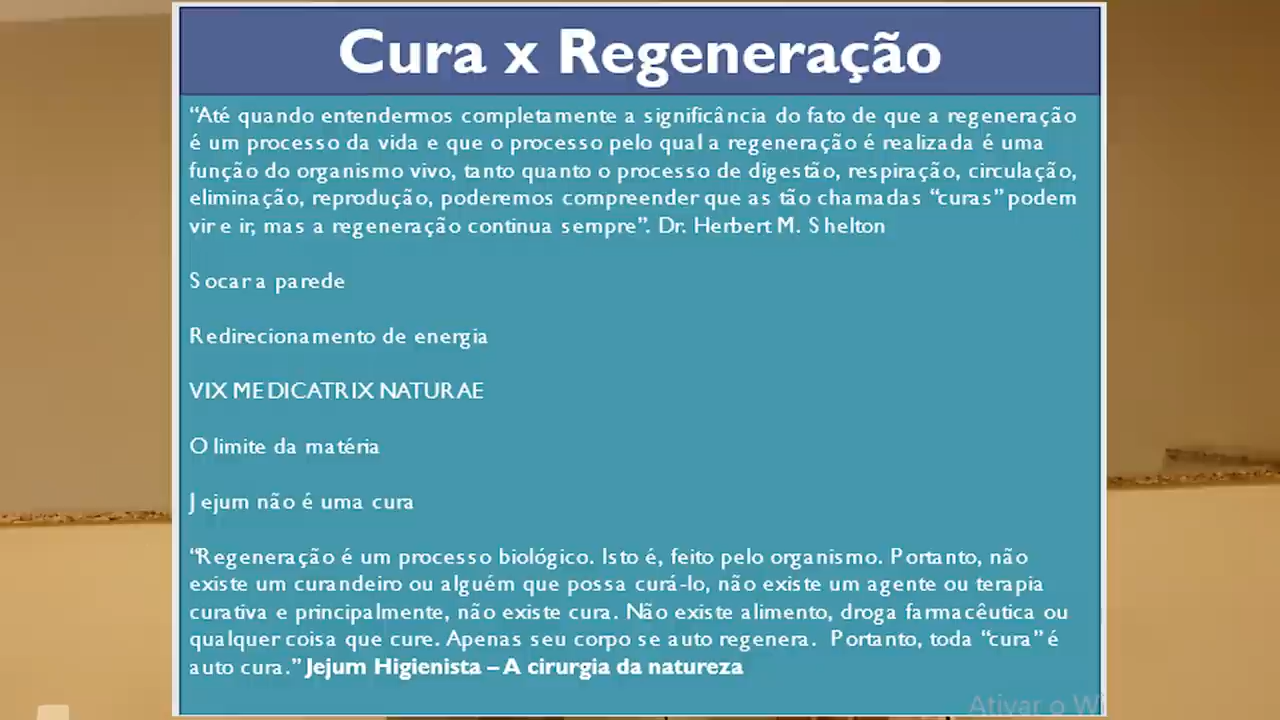 Cura x Regeneração
“Até quando entendermos completamente a significância do fato de que a regeneração
é um processo da vida e que o processo pelo qual a regeneração é realizada é uma
função do organismo vivo, tanto quanto o processo de digestão, respiração, circulação,
eliminação, reprodução, poderemos compreender que as tão chamadas “curas” podem
vir e ir, mas a regeneração continua sempre”. Dr. Herbert M. Shelton
Socar a parede
Redirecionamento de energia
VIX MEDICATRIX NATURAE
O limite da matéria
Jejum não é uma cura
“Regeneração é um processo biológico. Isto é, feito pelo organismo. Portanto, não
existe um curandeiro ou alguém que possa curá-lo, não existe um agente ou terapia
curativa e principalmente, não existe cura. Não existe alimento, droga farmacêutica ou
qualquer coisa que cure. Apenas seu corpo se auto regenera. Portanto, toda “cura” é
auto cura.” Jejum Higienista – A cirurgia da natureza
Ativar o Wi